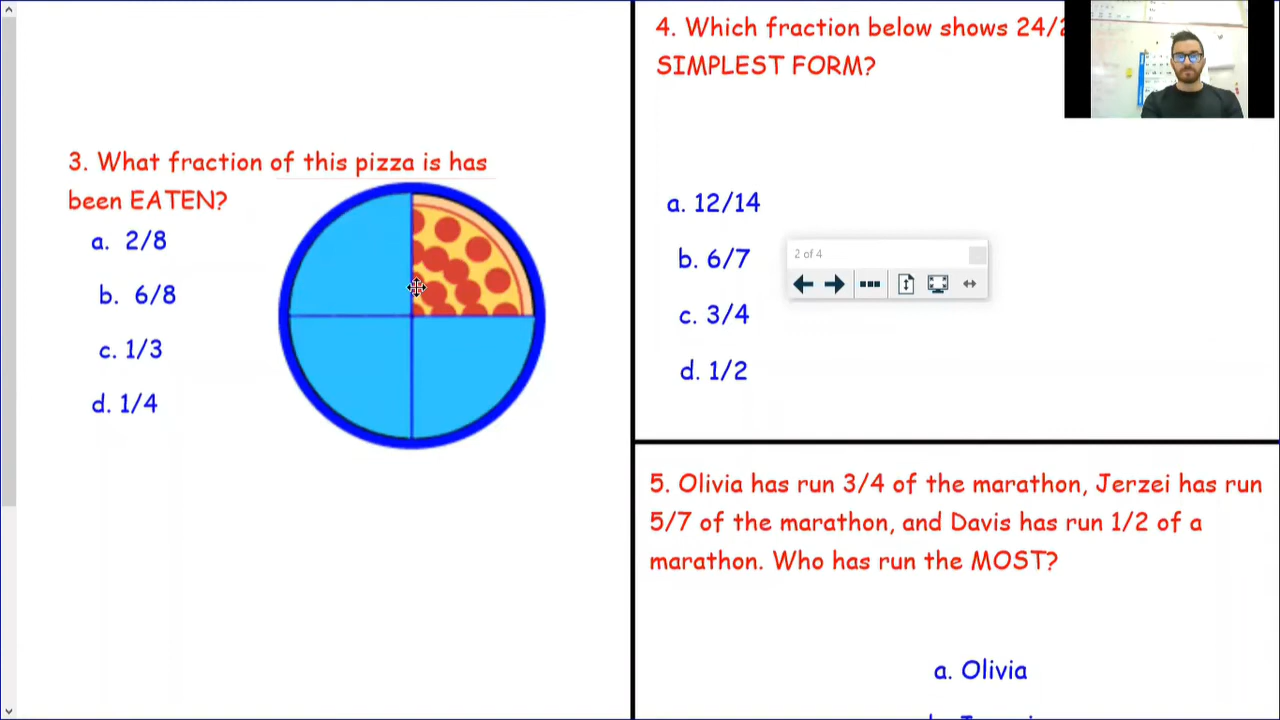 3. What fraction of this pizza is has
been EATEN?
a. 2/8
b. 6/8
c. 1/3
d. 1/4
4. Which fraction below shows
SIMPLEST FORM?
a. 12/14
b. 6/7
c. 3/4
d. 1/2
2 of 4
5. Olivia has run 3/4 of the marathon, Jerzei has run
5/7 of the marathon, and Davis has run 1/2 of a
marathon. Who has run the MOST?
a. Olivia